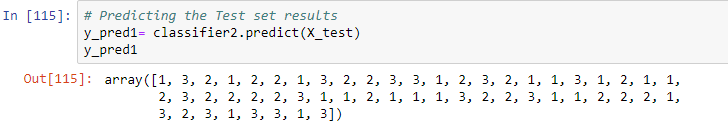 In [115]: # Predicting the Test set results
y_pred1= classifier2.predict(X_test)
y_pred1
Out[115]: array([1, 3, 2, 1, 2, 2, 1, 3, 2, 2, 3, 3, 1, 2, 3, 2, 1, 1, 3, 1, 2, 1, 1,
2, 3, 2, 2, 2, 2, 3, 1, 1, 2, 1, 1, 1, 3, 2, 2, 3, 1, 1, 2, 2, 2, 1,
3, 2, 3, 1, 3, 3, 1, 3])